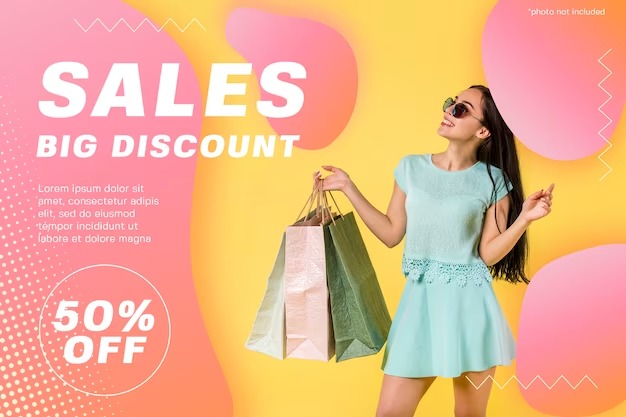 *photo not included
SALES
BIG DISCOUNT
Lorem ipsum dolor sit
amet, consectetur adipis
elit, sed do eiusmod
tempor incididunt ut
labore et dolore magna
50%
OFF